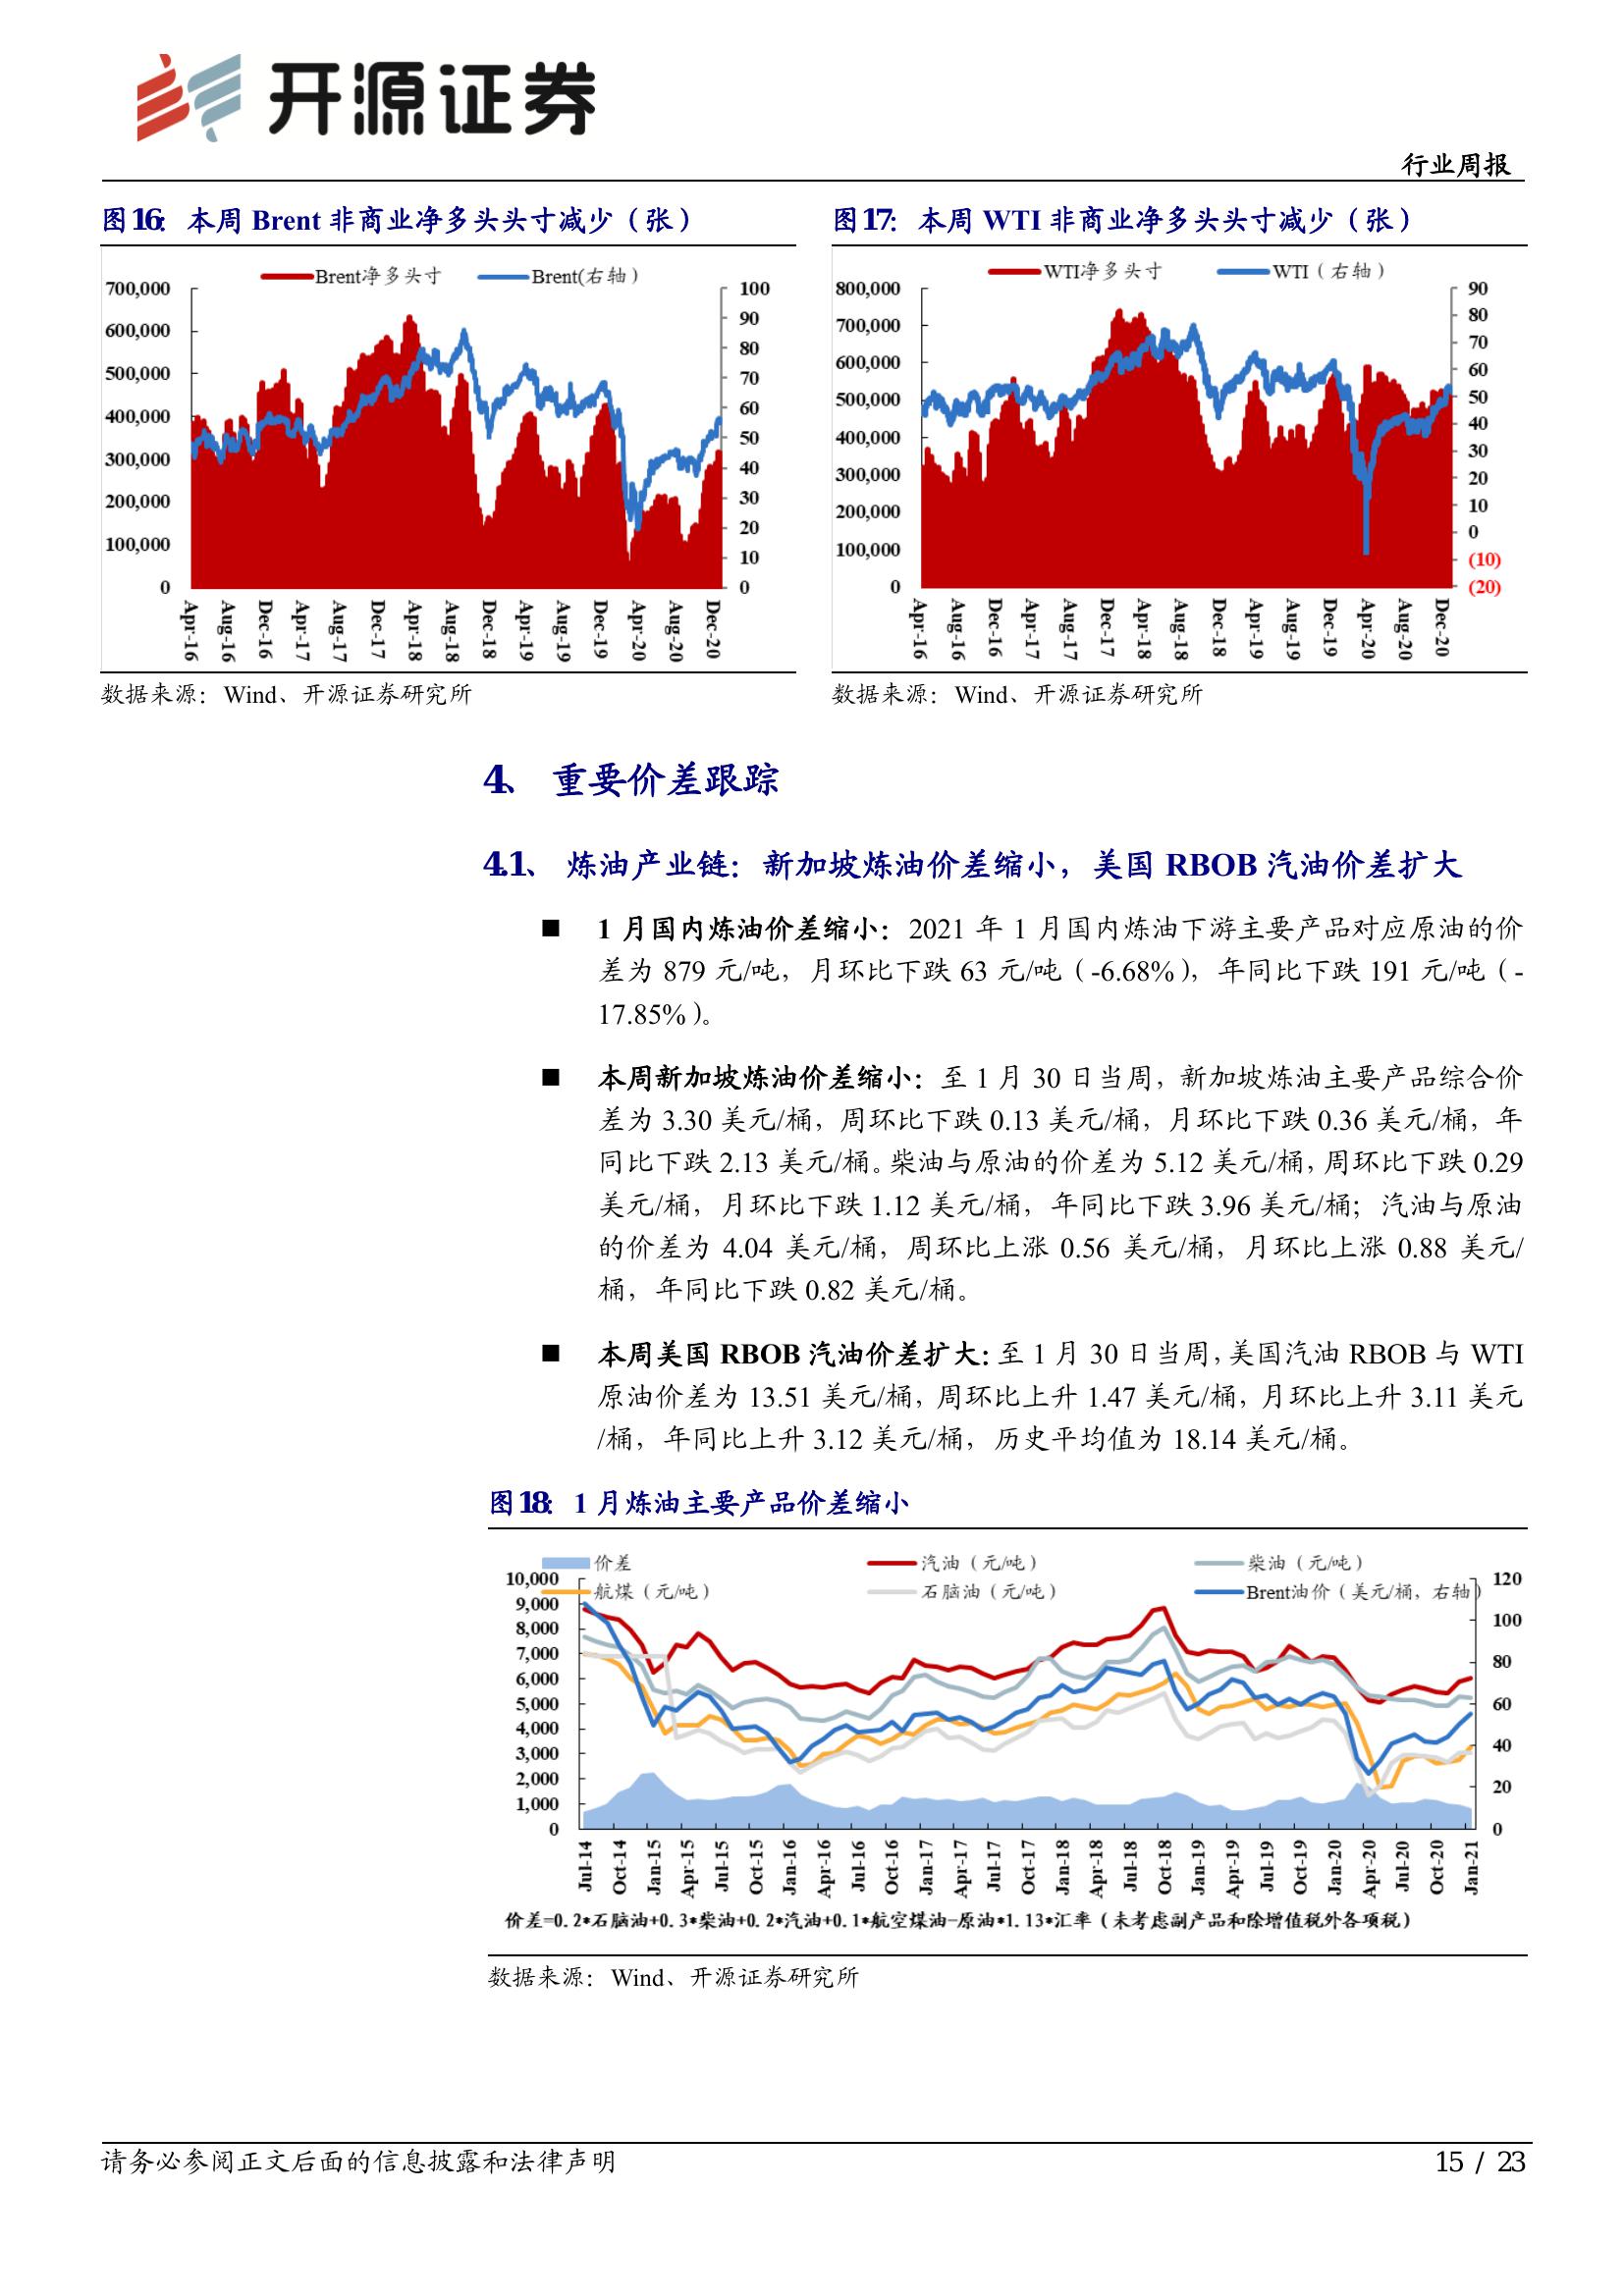 开源证券
行业周报
图16： 本周 Brent 非商业净多头头寸减少（张）
Brent净多头寸 Brent(右轴)
700,000
600,000
500,000
400,000
300,000
200,000
100,000
0
100
90
80
70
60
50
40
30
20
10
0
Apr-16 Aug-16 Dec-16 Apr-17 Aug-17 Dec-17 Apr-18 Aug-18 Dec-18 Apr-19 Aug-19 Dec-19 Apr-20 Aug-20 Dec-20
数据来源：Wind、开源证券研究所
图17： 本周 WTI 非商业净多头头寸减少（张）
WTI净多头寸 WTI（右轴）
800,000
700,000
600,000
500,000
400,000
300,000
200,000
100,000
0
90
80
70
60
50
40
30
20
10
0
(10)
(20)
Apr-16 Aug-16 Dec-16 Apr-17 Aug-17 Dec-17 Apr-18 Aug-18 Dec-18 Apr-19 Aug-19 Dec-19 Apr-20 Aug-20 Dec-20
数据来源：Wind、开源证券研究所
4、 重要价差跟踪
4.1、 炼油产业链：新加坡炼油价差缩小，美国 RBOB 汽油价差扩大
■ 1 月国内炼油价差缩小：2021 年 1 月国内炼油下游主要产品对应原油的价
差为 879 元/吨，月环比下跌 63 元/吨（-6.68%），年同比下跌 191 元/吨（-
17.85%）。
■ 本周新加坡炼油价差缩小：至 1 月 30 日当周，新加坡炼油主要产品综合价
差为 3.30 美元/桶，周环比下跌 0.13 美元/桶，月环比下跌 0.36 美元/桶，年
同比下跌 2.13 美元/桶。柴油与原油的价差为 5.12 美元/桶，周环比下跌 0.29
美元/桶，月环比下跌 1.12 美元/桶，年同比下跌 3.96 美元/桶；汽油与原油
的价差为 4.04 美元/桶，周环比上涨 0.56 美元/桶，月环比上涨 0.88 美元/
桶，年同比下跌 0.82 美元/桶。
■ 本周美国 RBOB 汽油价差扩大：至 1 月 30 日当周，美国汽油 RBOB 与 WTI
原油价差为 13.51 美元/桶，周环比上升 1.47 美元/桶，月环比上升 3.11 美元
/桶，年同比上升 3.12 美元/桶，历史平均值为 18.14 美元/桶。
图18： 1 月炼油主要产品价差缩小
价差 汽油（元/吨） 柴油（元/吨）
航煤（元/吨） 石脑油（元/吨） Brent油价（美元/桶，右轴）
10,000
9,000
8,000
7,000
6,000
5,000
4,000
3,000
2,000
1,000
0
120
100
80
60
40
20
0
Jul-14 Oct-14 Jan-15 Apr-15 Jul-15 Oct-15 Jan-16 Apr-16 Jul-16 Oct-16 Jan-17 Apr-17 Jul-17 Oct-17 Jan-18 Apr-18 Jul-18 Oct-18 Jan-19 Apr-19 Jul-19 Oct-19 Jan-20 Apr-20 Jul-20 Oct-20 Jan-21
价差=0.2*石脑油+0.3*柴油+0.2*汽油+0.1*航空煤油-原油*1.13*汇率（未考虑副产品和除增值税外各项税）
数据来源：Wind、开源证券研究所
请务必参阅正文后面的信息披露和法律声明
15 / 23